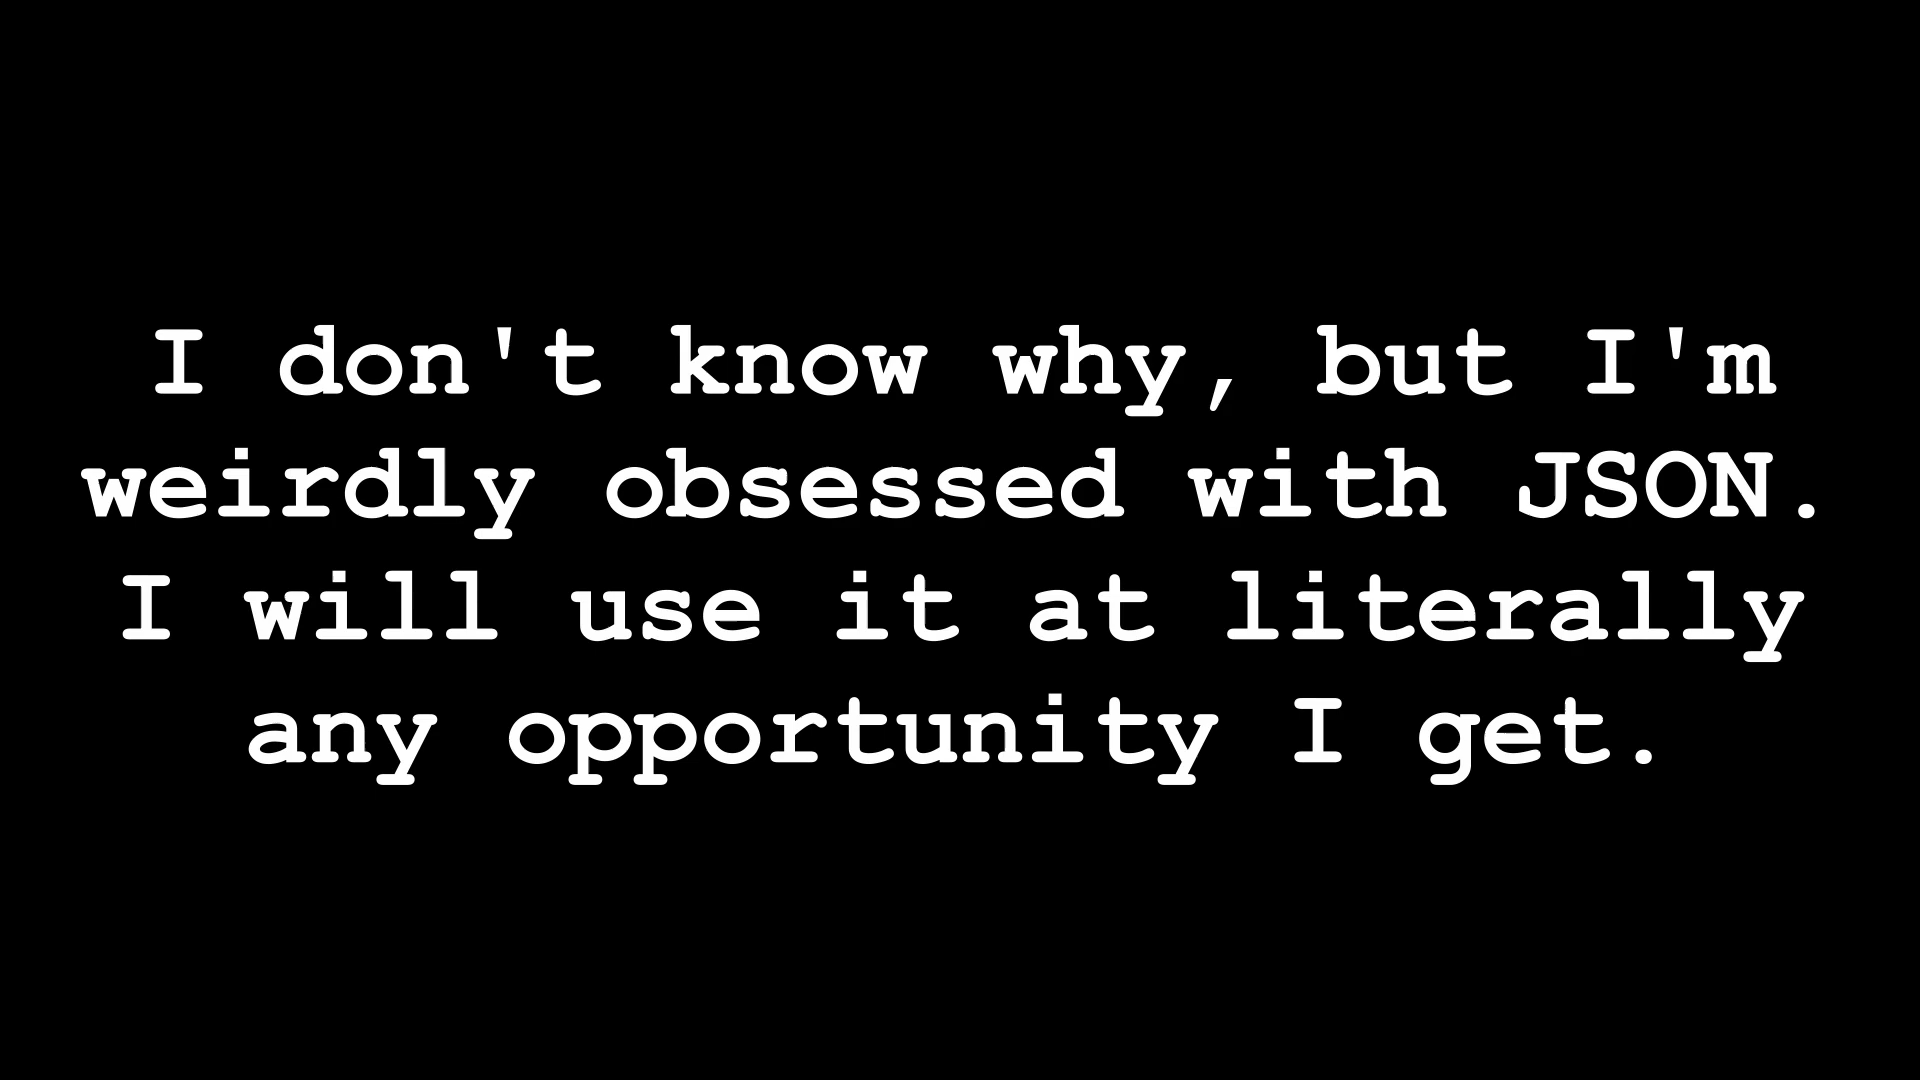 I don't know why, but I'm
weirdly obsessed with JSON.
I will use it at literally
any opportunity I get.